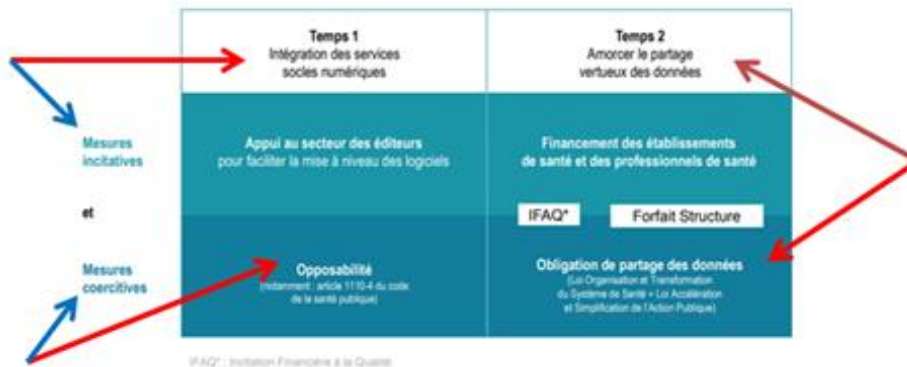 Temps 1
Intégration des services
socles numériques
Temps 2
Amorcer le partage
vertueux des données
Mesures
incitatives
Appui au secteur des éditeurs
pour faciliter la mise à niveau des logiciels
Financement des établissements
de santé et des professionnels de santé
et
IFAQ*
Forfait Structure
Mesures
coercitives
Opposabilité
(notamment : article 1110-4 du code
de la santé publique)
Obligation de partage des données
(Loi Organisation et Transformation
du Système de Santé + Loi Accélération
et Simplification de l'Action Publique)
IFAQ* : Incitation Financière à la Qualité